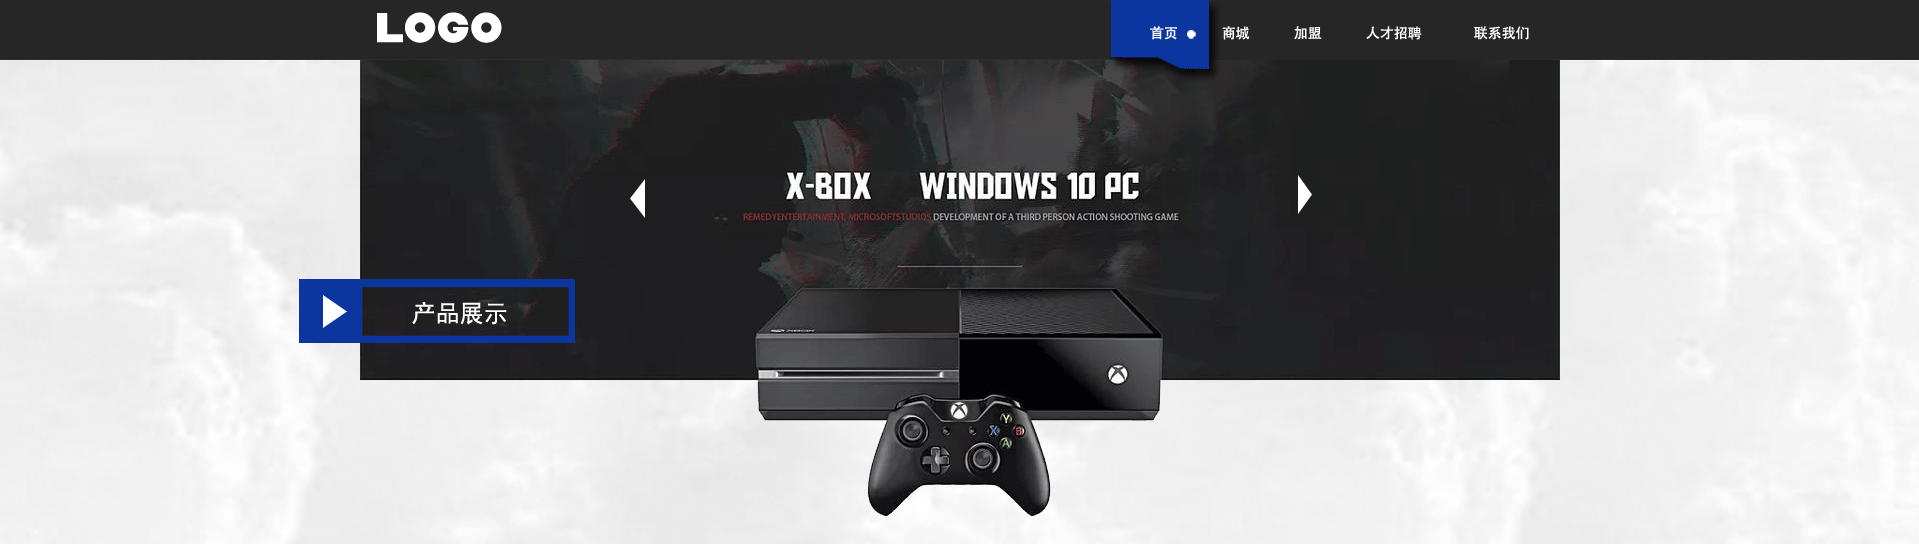 LOGO
首页 商城 加盟 人才招聘 联系我们
X-BOX WINDOWS 10 PC
REMEDYENTERTAINMENT, MICROSOFTSTUDIOS DEVELOPMENT OF A THIRD PERSON ACTION SHOOTING GAME
产品展示
XBOX
Y
X B
A